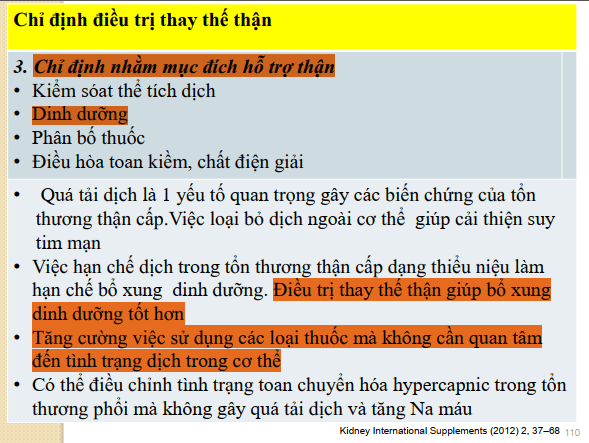 Chỉ định điều trị thay thế thận
3. Chỉ định nhằm mục đích hỗ trợ thận
• Kiểm sóat thể tích dịch
• Dinh dưỡng
• Phân bố thuốc
• Điều hòa toan kiềm, chất điện giải
• Quá tải dịch là 1 yếu tố quan trọng gây các biến chứng của tổn
thương thận cấp.Việc loại bỏ dịch ngoài cơ thể giúp cải thiện suy
tim mạn
• Việc hạn chế dịch trong tổn thương thận cấp dạng thiểu niệu làm
hạn chế bổ xung dinh dưỡng. Điều trị thay thế thận giúp bổ xung
dinh dưỡng tốt hơn
• Tăng cường việc sử dụng các loại thuốc mà không cần quan tâm
đến tình trạng dịch trong cơ thể
• Có thể điều chỉnh tình trạng toan chuyển hóa hypercapnic trong tổn
thương phổi mà không gây quá tải dịch và tăng Na máu
Kidney International Supplements (2012) 2, 37–68 110